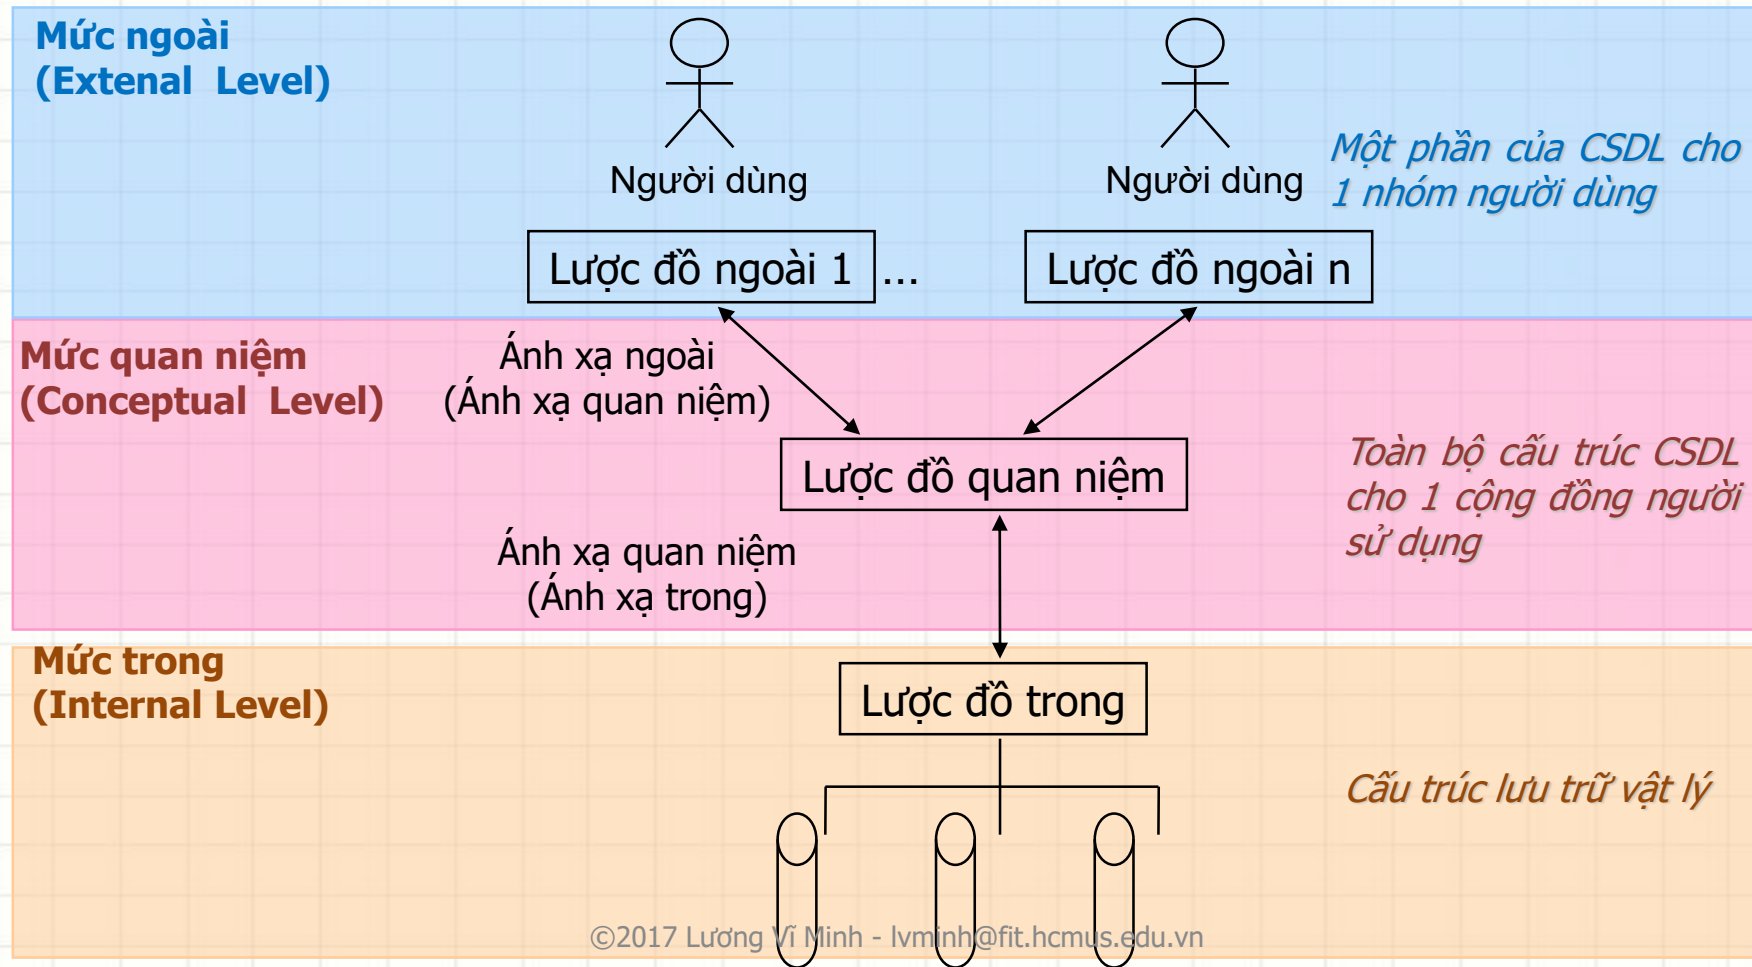 Mức ngoài
(Extenal Level)
Người dùng
Người dùng
Một phần của CSDL cho
1 nhóm người dùng
Lược đồ ngoài 1
...
Lược đồ ngoài n
Mức quan niệm
(Conceptual Level)
Ánh xạ ngoài
(Ánh xạ quan niệm)
Lược đồ quan niệm
Toàn bộ cấu trúc CSDL
cho 1 cộng đồng người
sử dụng
Ánh xạ quan niệm
(Ánh xạ trong)
Mức trong
(Internal Level)
Lược đồ trong
Cấu trúc lưu trữ vật lý
©2017 Lương Vĩ Minh - lvminh@fit.hcmus.edu.vn